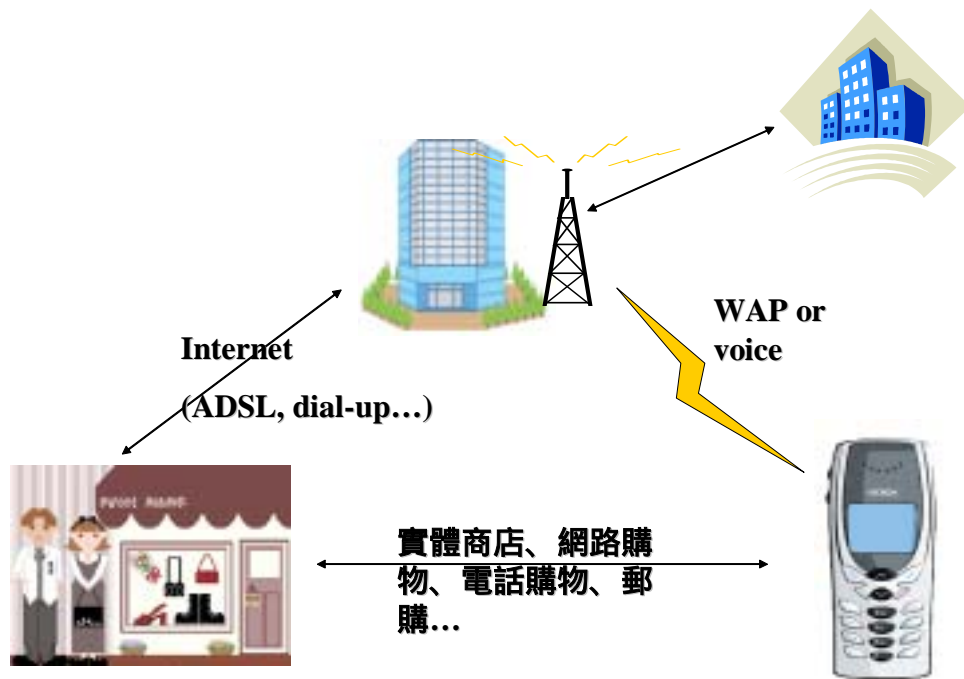 WAP or
voice
Internet
(ADSL, dial-up…)
實體商店、網路購
物、電話購物、郵
購…